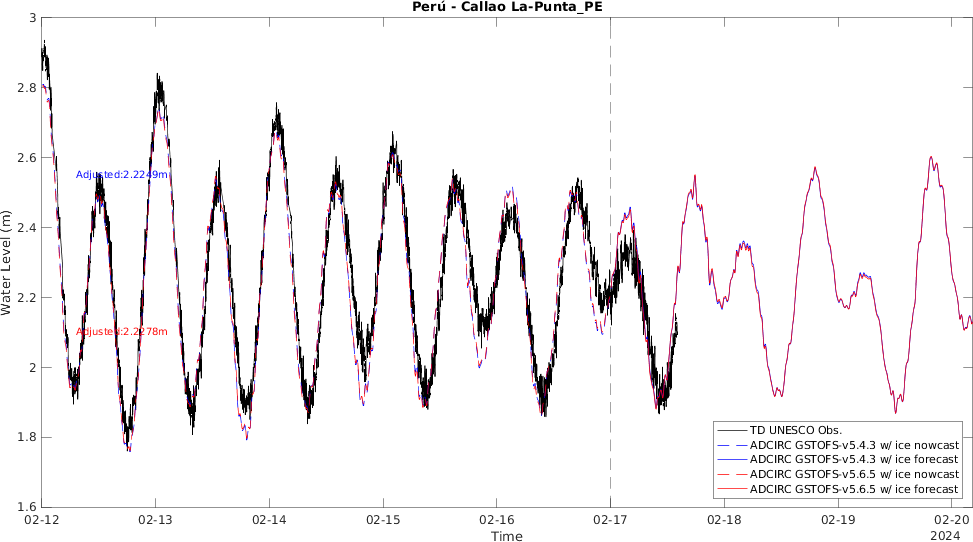 Perú - Callao La-Punta_PE
3
2.8
2.6
2.4
2.2
2
1.8
1.6
Water Level (m)
Adjusted:2.2249m
Adjusted:2.2278m
TD UNESCO Obs.
ADCIRC GSTOFS-v5.4.3 w/ ice nowcast
ADCIRC GSTOFS-v5.4.3 w/ ice forecast
ADCIRC GSTOFS-v5.6.5 w/ ice nowcast
ADCIRC GSTOFS-v5.6.5 w/ ice forecast
02-12 02-13 02-14 02-15 02-16 02-17 02-18 02-19 02-20
Time 2024